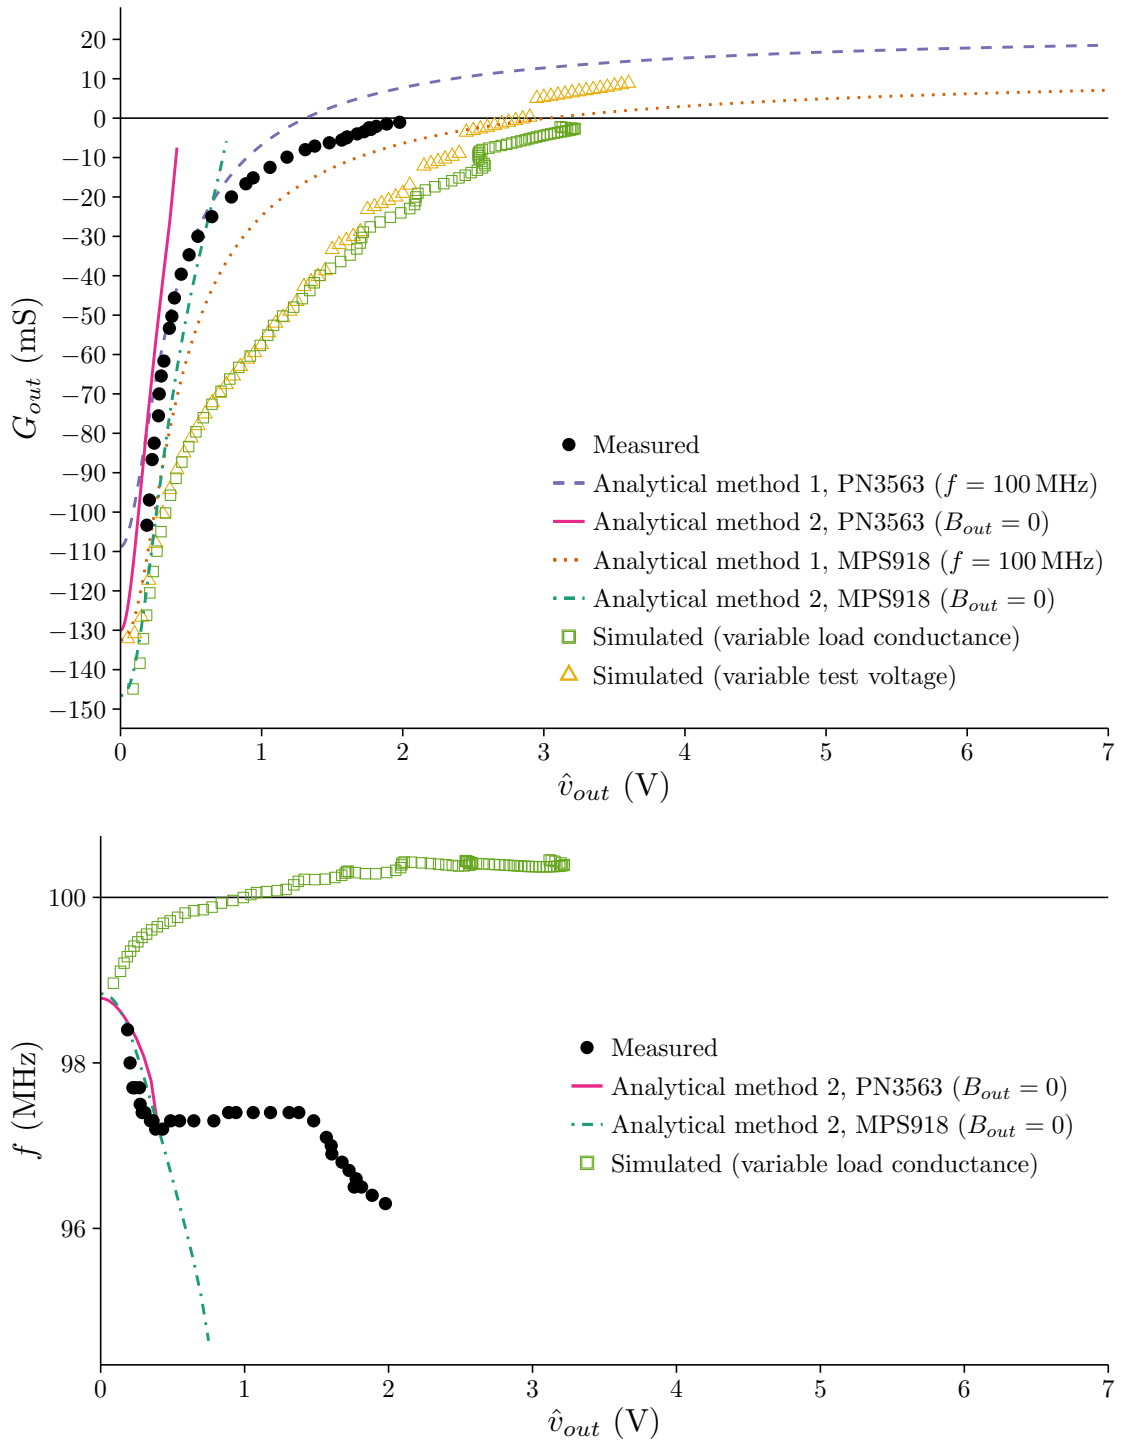 20
10
0
−10
−20
−30
−40
−50
−60
−70
−80
−90
−100
−110
−120
−130
−140
−150
G_out (mS)
Measured
Analytical method 1, PN3563 (f = 100 MHz)
Analytical method 2, PN3563 (B_out = 0)
Analytical method 1, MPS918 (f = 100 MHz)
Analytical method 2, MPS918 (B_out = 0)
Simulated (variable load conductance)
Simulated (variable test voltage)
0 1 2 3 4 5 6 7
v̂_out (V)
100
98
96
f (MHz)
Measured
Analytical method 2, PN3563 (B_out = 0)
Analytical method 2, MPS918 (B_out = 0)
Simulated (variable load conductance)
0 1 2 3 4 5 6 7
v̂_out (V)